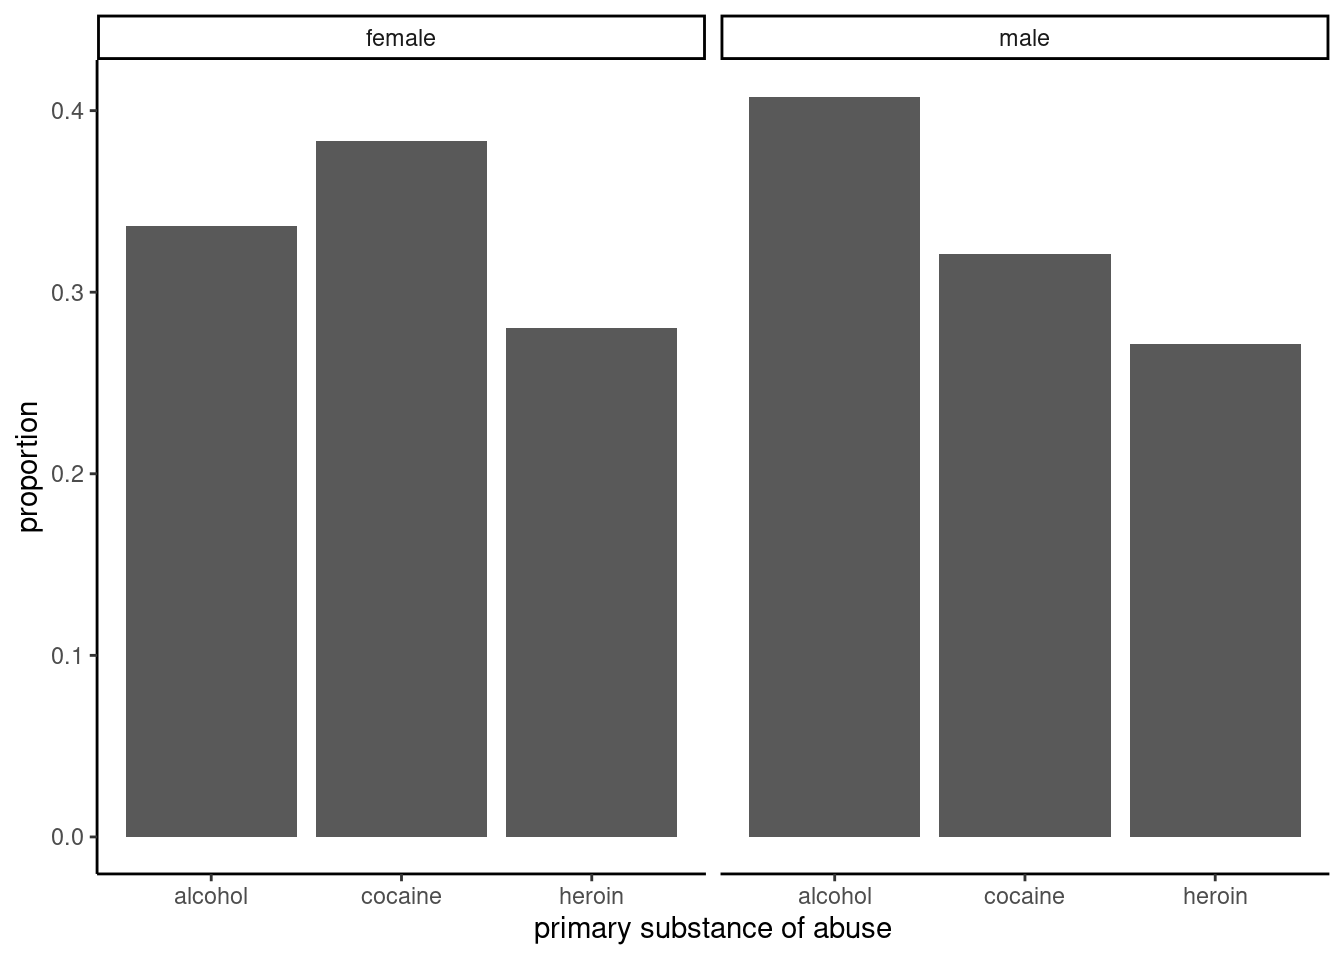 female
male
0.4
0.3
0.2
0.1
0.0
proportion
alcohol cocaine heroin
alcohol cocaine heroin
primary substance of abuse